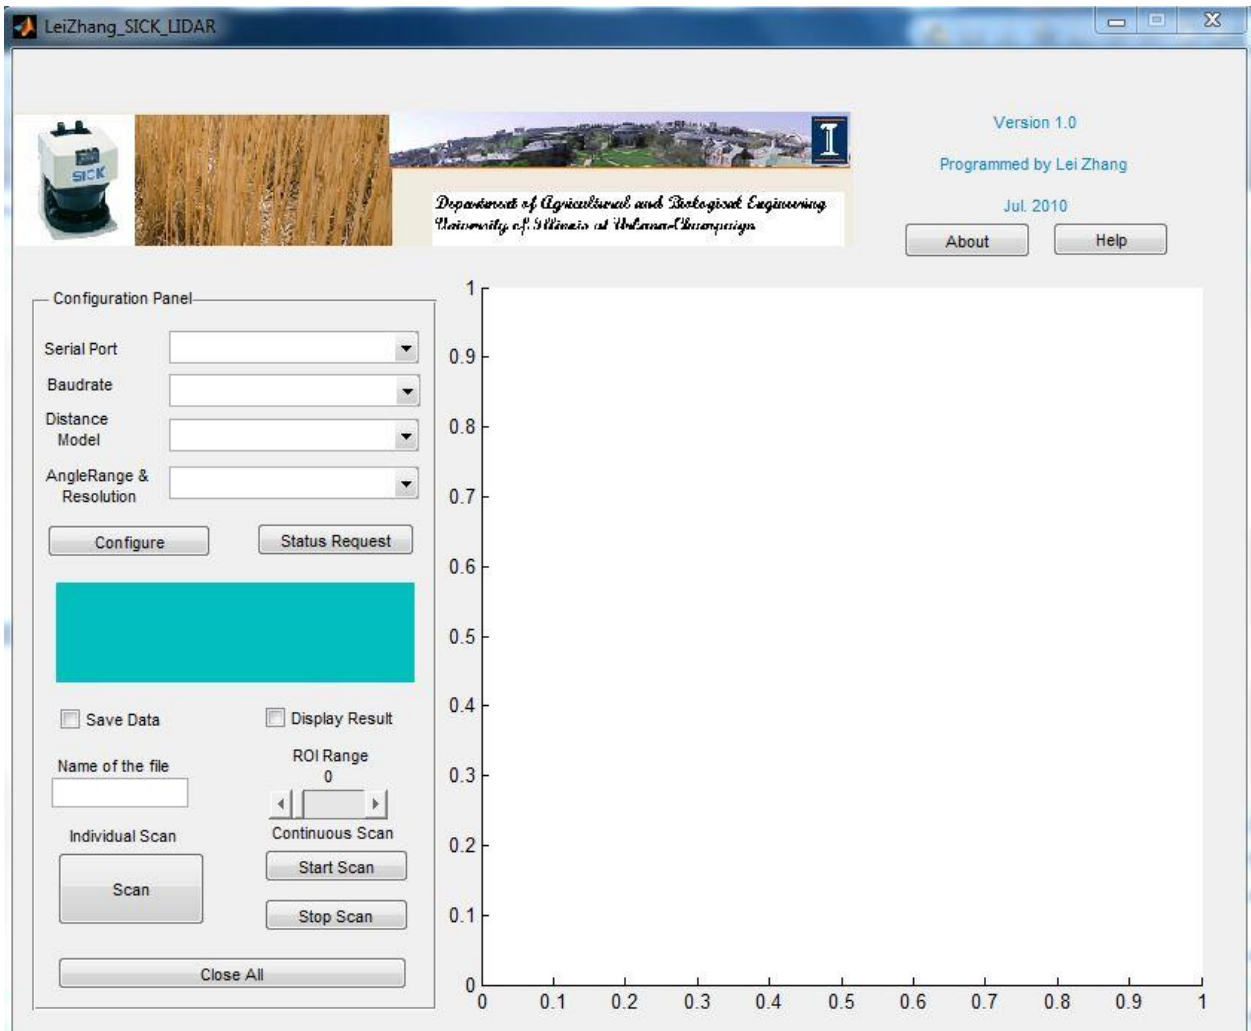 LeiZhang_SICK_LIDAR
SICK
I
Department of Agricultural and Biological Engineering
University of Illinois at Urbana-Champaign
Version 1.0
Programmed by Lei Zhang
Jul. 2010
About
Help
Configuration Panel
Serial Port
Baudrate
Distance
Model
AngleRange &
Resolution
Configure
Status Request
Save Data
Display Result
Name of the file
ROI Range
0
Individual Scan
Continuous Scan
Scan
Start Scan
Stop Scan
Close All
1
0.9
0.8
0.7
0.6
0.5
0.4
0.3
0.2
0.1
0
0 0.1 0.2 0.3 0.4 0.5 0.6 0.7 0.8 0.9 1